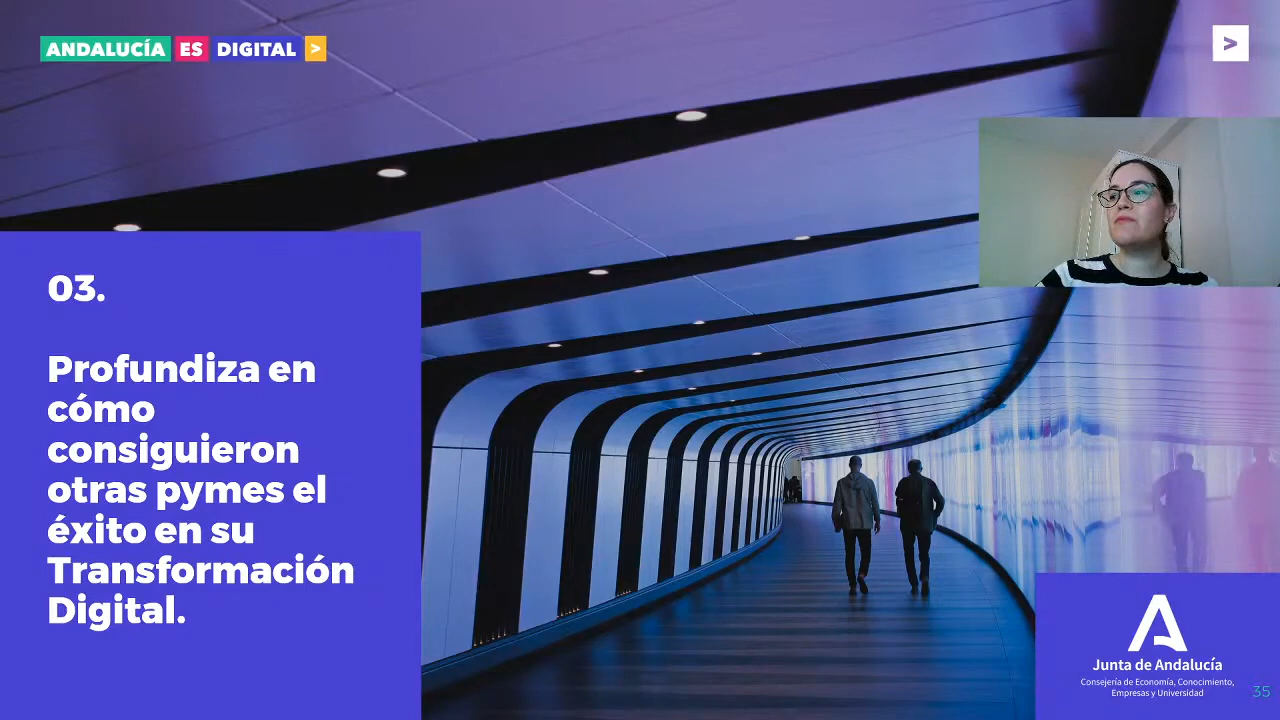 ANDALUCÍA ES DIGITAL >
>
03.
Profundiza en
cómo
consiguieron
otras pymes el
éxito en su
Transformación
Digital.
Junta de Andalucía
Consejería de Economía, Conocimiento,
Empresas y Universidad
35